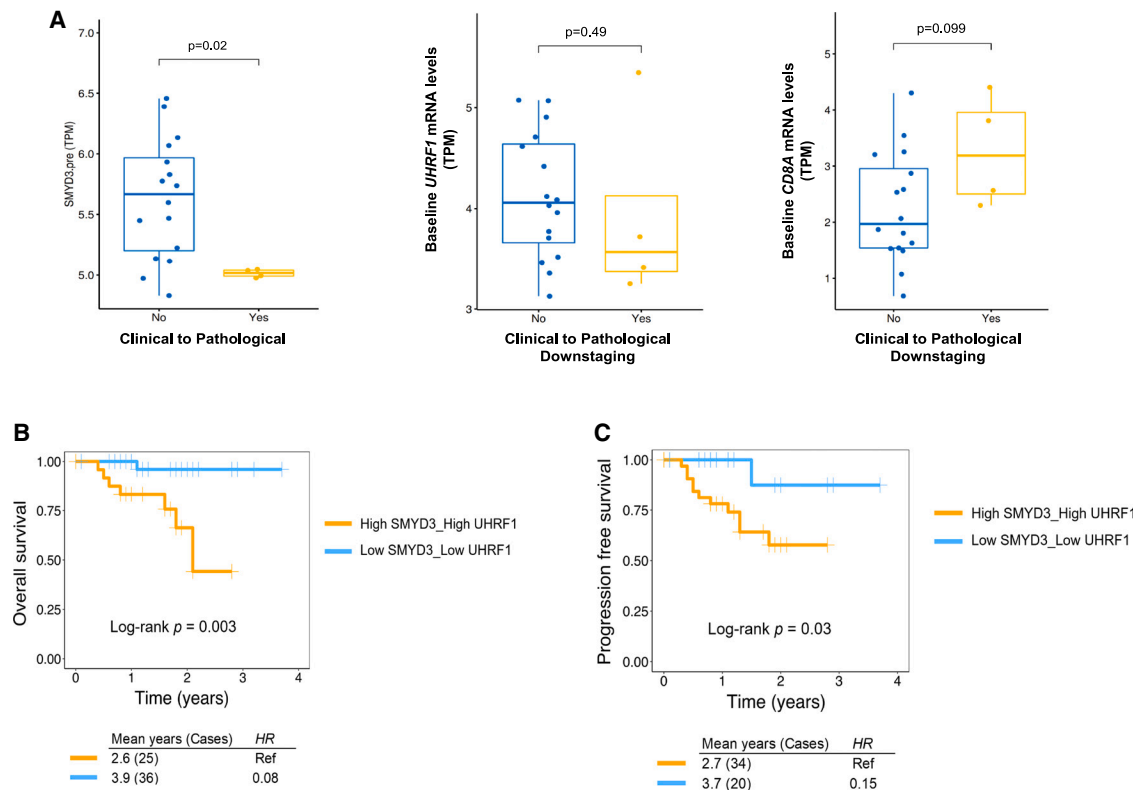 A
p=0.02
7.0
6.5
6.0
5.5
5.0
SMYD3.pre (TPM)
No
Yes
Clinical to Pathological
p=0.49
5
4
3
Baseline UHRF1 mRNA levels
(TPM)
No
Yes
Clinical to Pathological
Downstaging
p=0.099
5
4
3
2
1
Baseline CD8A mRNA levels
(TPM)
No
Yes
Clinical to Pathological
Downstaging
B
1.00
0.75
0.50
0.25
0.00
Overall survival
Log-rank p = 0.003
0 1 2 3 4
Time (years)
High SMYD3_High UHRF1
Low SMYD3_Low UHRF1
Mean years (Cases) HR
2.6 (25) Ref
3.9 (36) 0.08
C
1.00
0.75
0.50
0.25
0.00
Progression free survival
Log-rank p = 0.03
0 1 2 3 4
Time (years)
High SMYD3_High UHRF1
Low SMYD3_Low UHRF1
Mean years (Cases) HR
2.7 (34) Ref
3.7 (20) 0.15